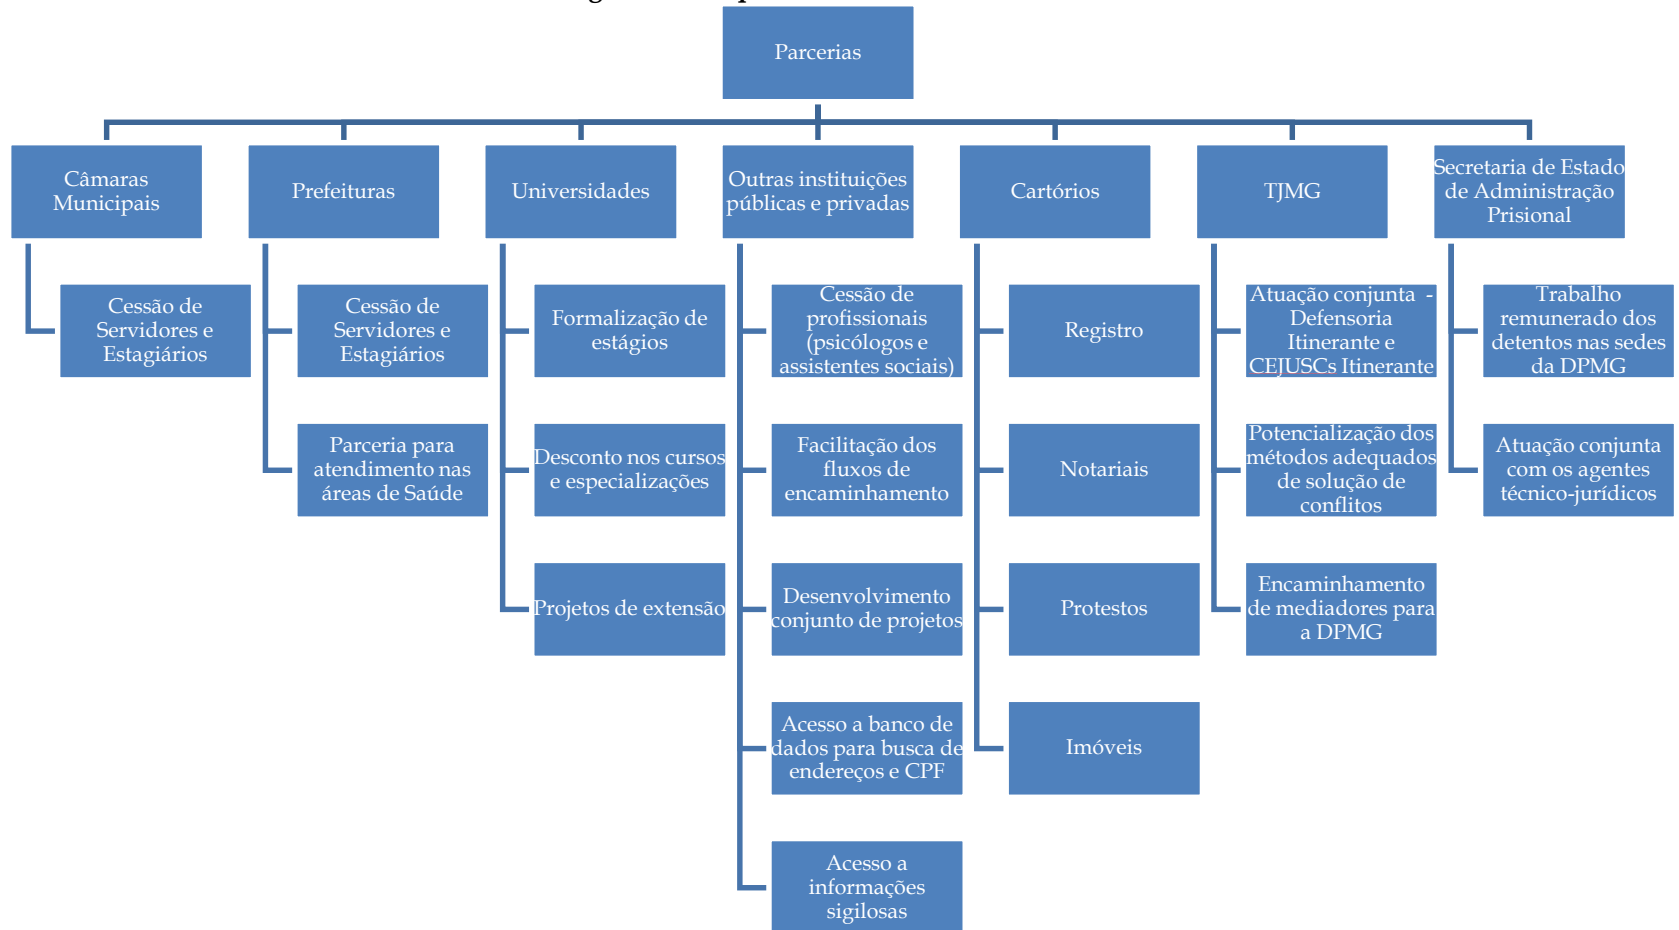 Parcerias
Câmaras
Municipais
Cessão de
Servidores e
Estagiários
Prefeituras
Cessão de
Servidores e
Estagiários
Parceria para
atendimento nas
áreas de Saúde
Universidades
Formalização de
estágios
Desconto nos cursos
e especializações
Projetos de extensão
Outras instituições
públicas e privadas
Cessão de
profissionais
(psicólogos e
assistentes sociais)
Facilitação dos
fluxos de
encaminhamento
Desenvolvimento
conjunto de projetos
Acesso a banco de
dados para busca de
endereços e CPF
Acesso a
informações
sigilosas
Cartórios
Registro
Notariais
Protestos
Imóveis
TJMG
Atuação conjunta -
Defensoria
Itinerante e
CEJUSCs Itinerante
Potencialização dos
métodos adequados
de solução de
conflitos
Encaminhamento
de mediadores para
a DPMG
Secretaria de Estado
de Administração
Prisional
Trabalho
remunerado dos
detentos nas sedes
da DPMG
Atuação conjunta
com os agentes
técnico-jurídicos